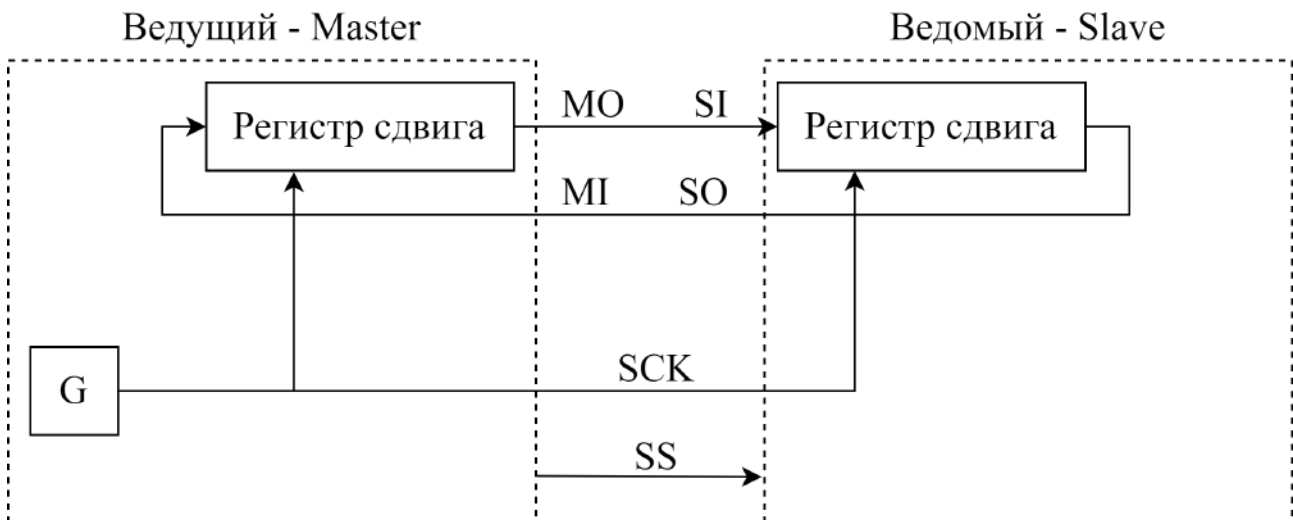 Ведущий - Master
Ведомый - Slave
Регистр сдвига
MO
SI
Регистр сдвига
MI
SO
G
SCK
SS